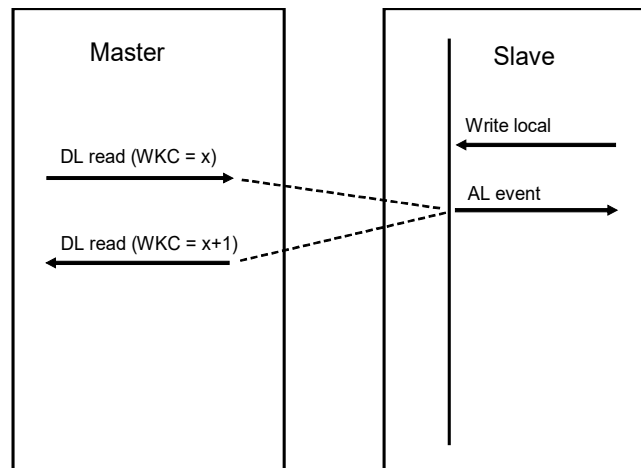 Master
Slave
Write local
DL read (WKC = x)
AL event
DL read (WKC = x+1)